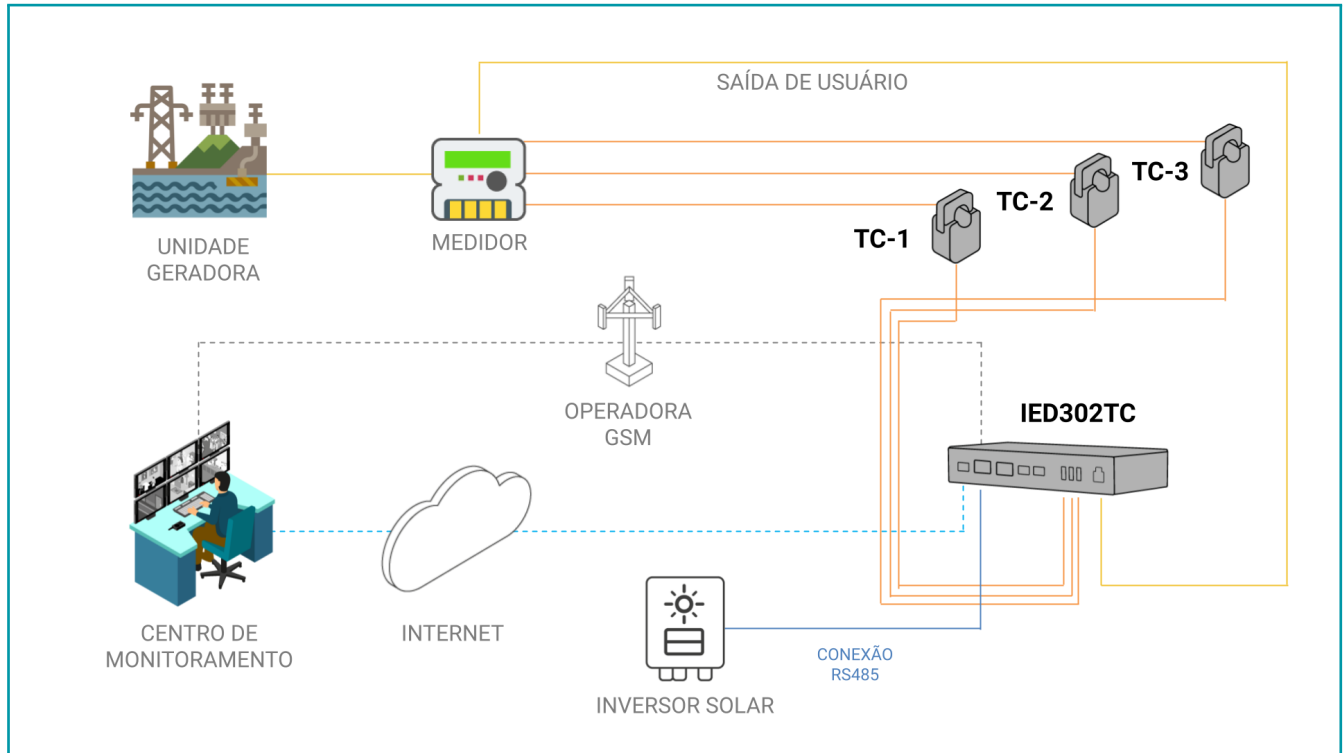 SAÍDA DE USUÁRIO
TC-3
TC-2
TC-1
UNIDADE
GERADORA
MEDIDOR
OPERADORA
GSM
IED302TC
CENTRO DE
MONITORAMENTO
INTERNET
CONEXÃO
RS485
INVERSOR SOLAR